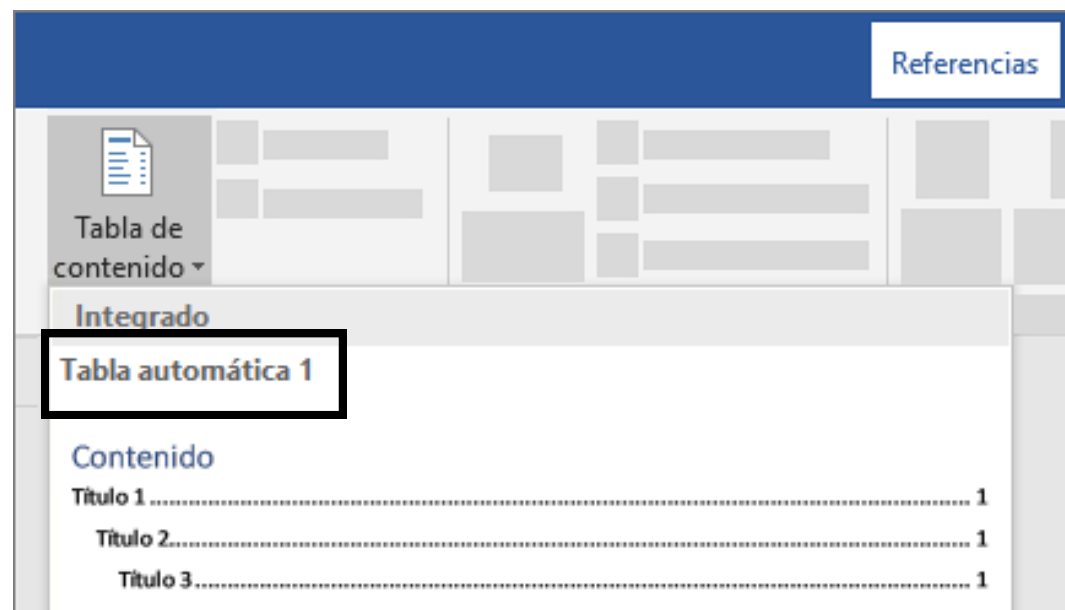 Referencias
Tabla de
contenido
Integrado
Tabla automática 1
Contenido
Título 1 ........................................................................ 1
Título 2........................................................................ 1
Título 3........................................................................ 1